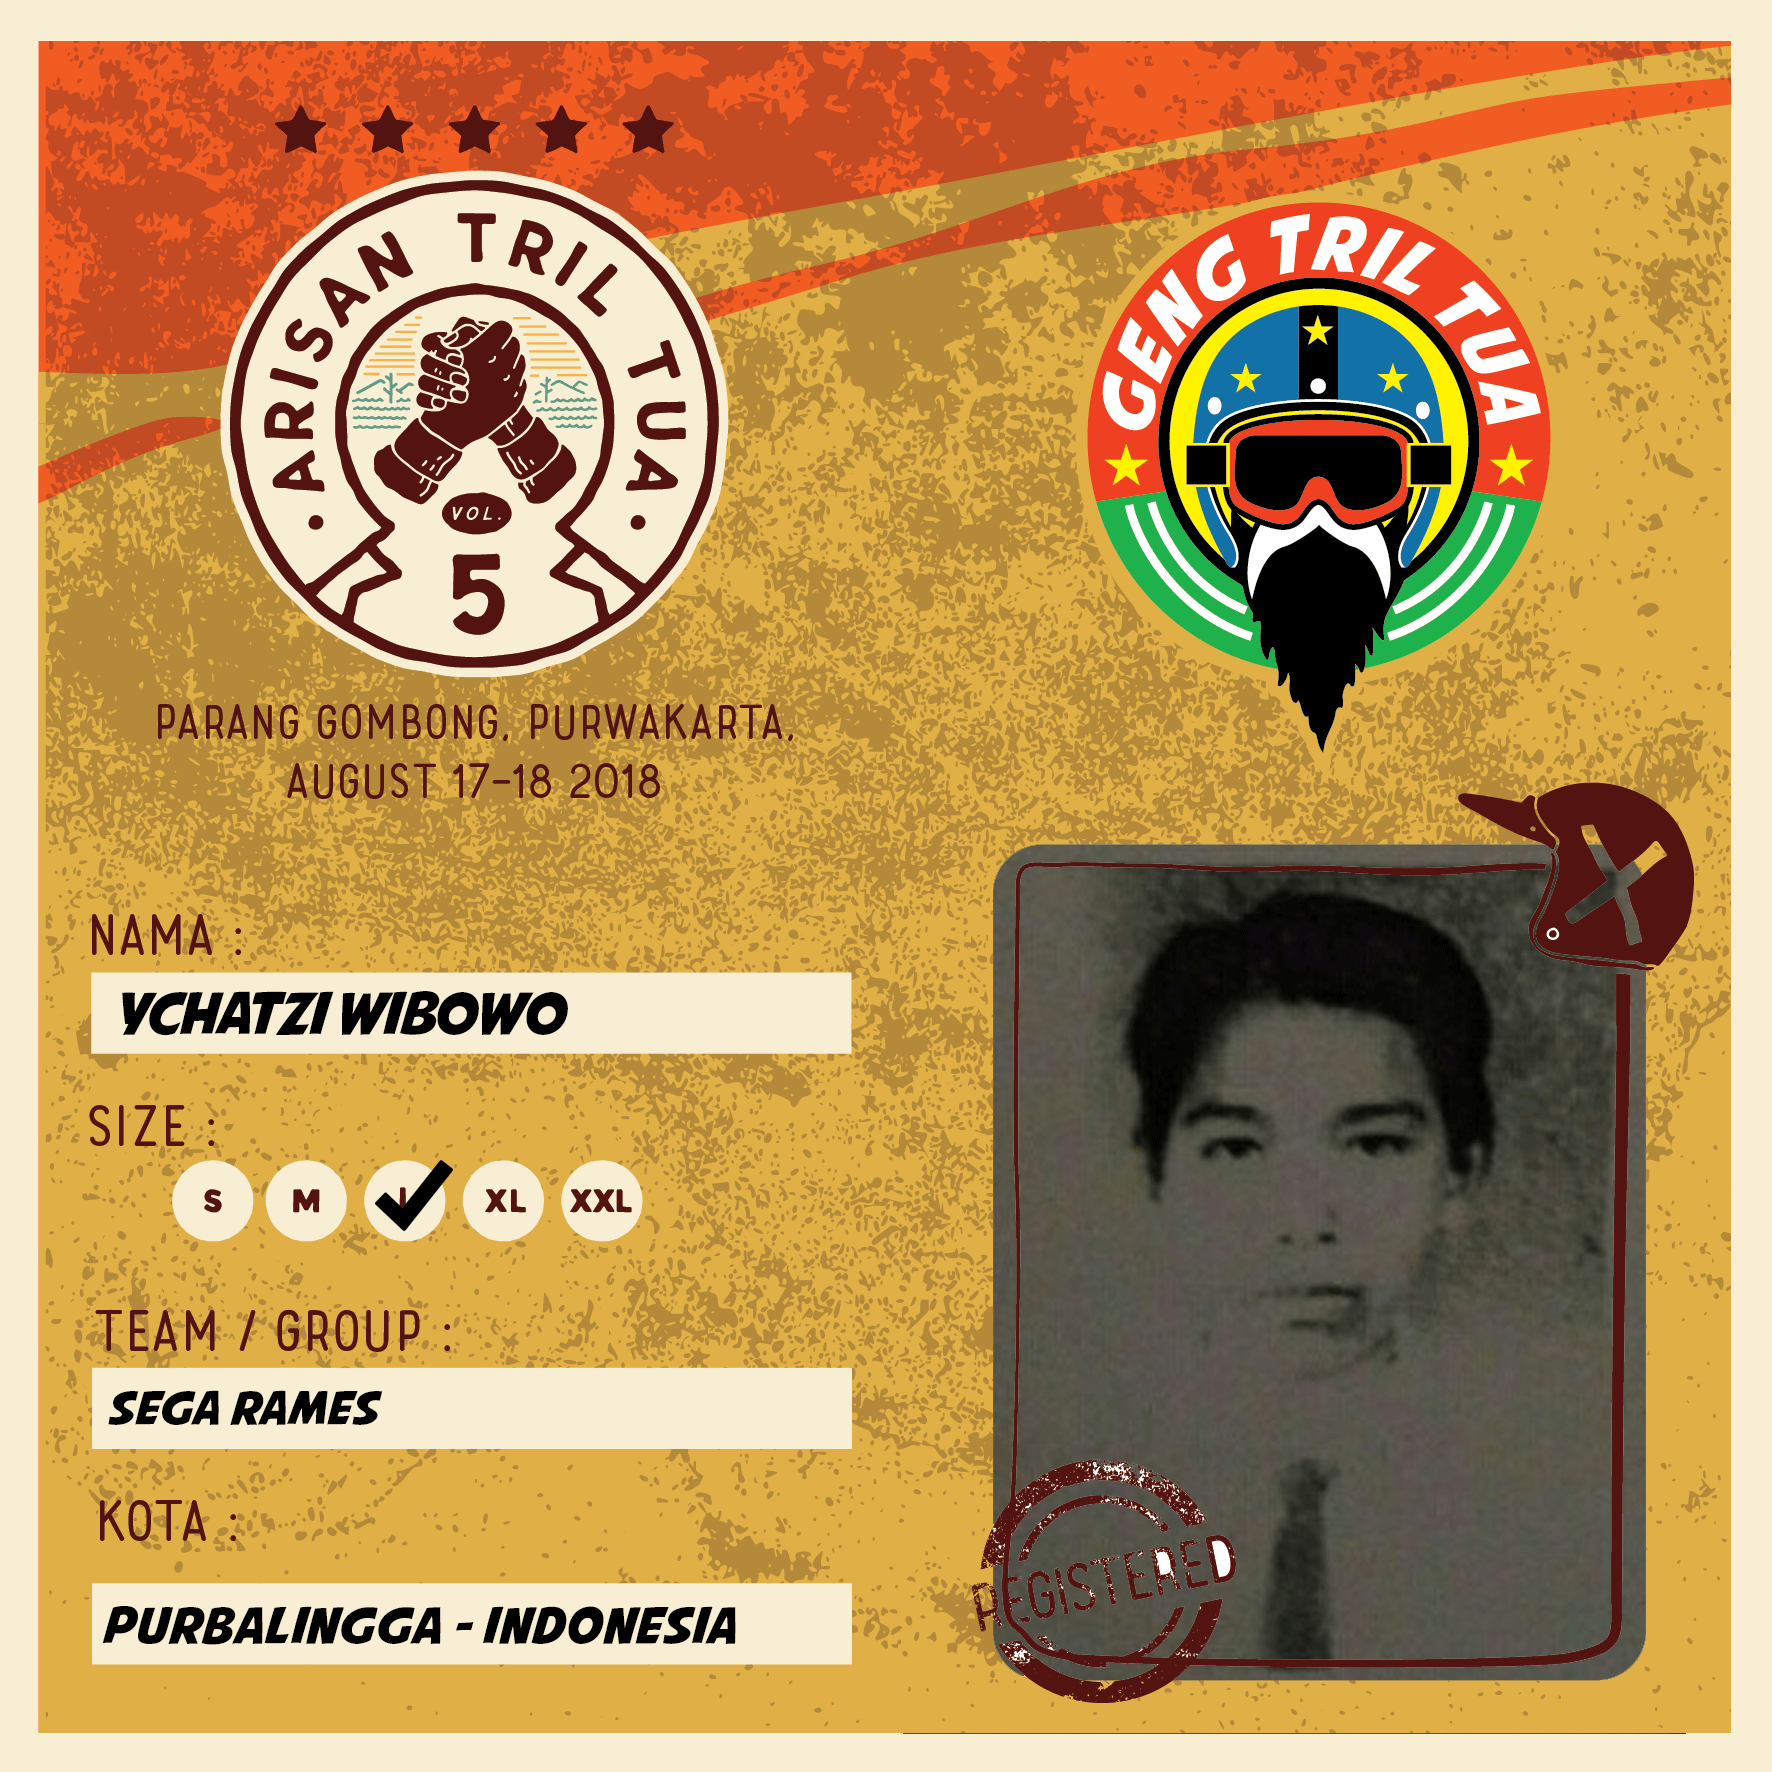 ARISAN TRIL TUA
VOL.
5
GENG TRIL TUA
PARANG GOMBONG, PURWAKARTA,
AUGUST 17-18 2018
NAMA :
YCHATZI WIBOWO
SIZE :
S M L XL XXL
TEAM / GROUP :
SEGA RAMES
KOTA :
PURBALINGGA - INDONESIA
REGISTERED